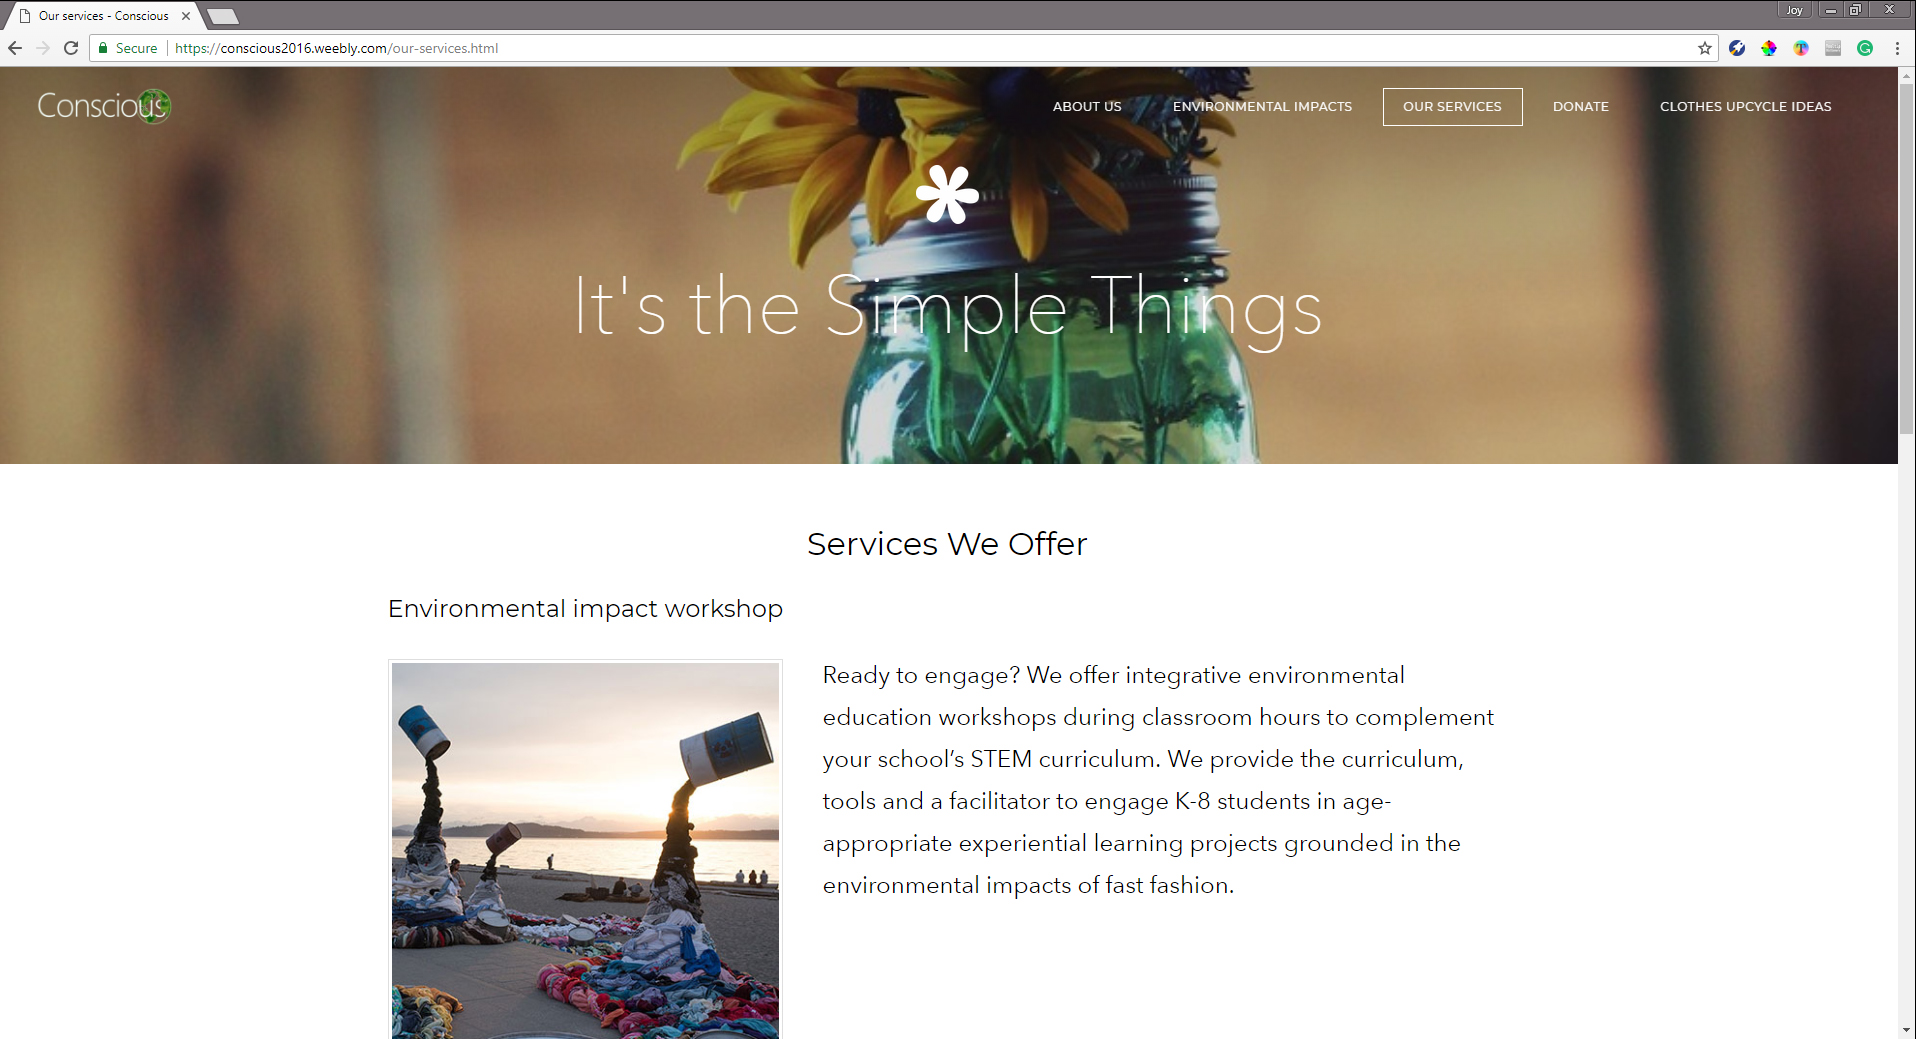 Our services - Conscious
Joy
Secure
https://conscious2016.weebly.com/our-services.html
Conscious
ABOUT US
ENVIRONMENTAL IMPACTS
OUR SERVICES
DONATE
CLOTHES UPCYCLE IDEAS
*
It's the Simple Things
Services We Offer
Environmental impact workshop
Ready to engage? We offer integrative environmental
education workshops during classroom hours to complement
your school’s STEM curriculum. We provide the curriculum,
tools and a facilitator to engage K-8 students in age-
appropriate experiential learning projects grounded in the
environmental impacts of fast fashion.